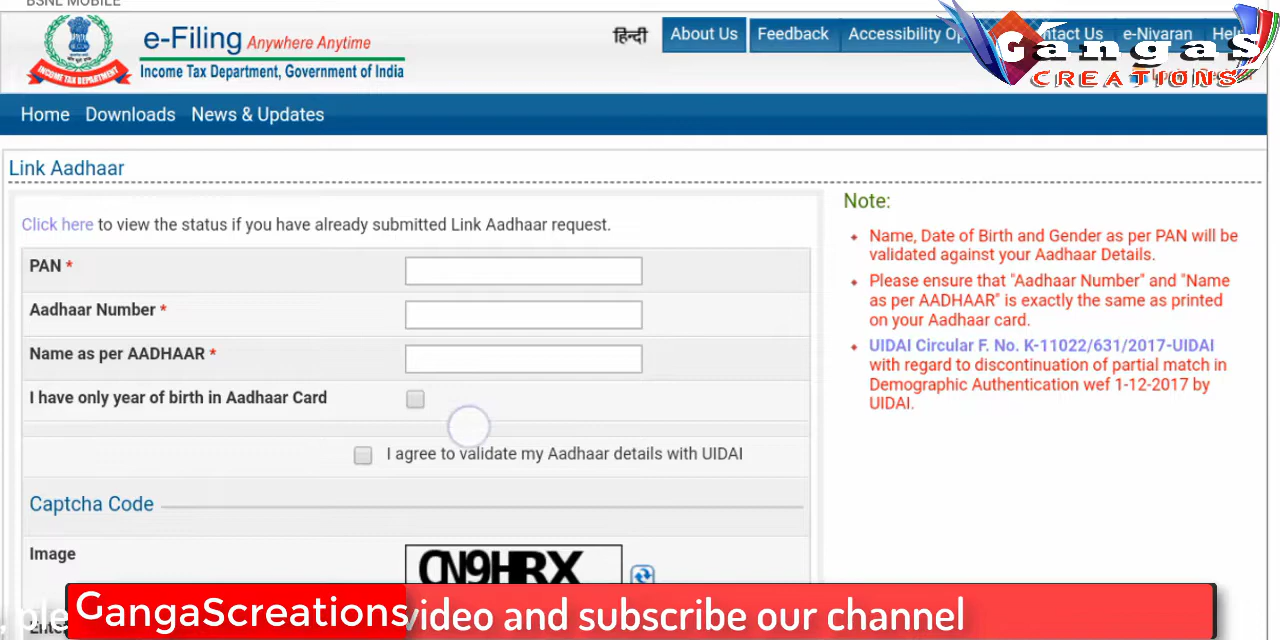 BSNL MOBILE
e-Filing Anywhere Anytime
Income Tax Department, Government of India
INCOME TAX DEPARTMENT
हिन्दी About Us Feedback Accessibility e-Nivaran
GangaS
CREATIONS
Home Downloads News & Updates
Link Aadhaar
Click here to view the status if you have already submitted Link Aadhaar request.
PAN *
Aadhaar Number *
Name as per AADHAAR *
I have only year of birth in Aadhaar Card
I agree to validate my Aadhaar details with UIDAI
Captcha Code
Image
CN9HRX
Note:
Name, Date of Birth and Gender as per PAN will be
validated against your Aadhaar Details.
Please ensure that "Aadhaar Number" and "Name
as per AADHAAR" is exactly the same as printed
on your Aadhaar card.
UIDAI Circular F. No. K-11022/631/2017-UIDAI
with regard to discontinuation of partial match in
Demographic Authentication wef 1-12-2017 by
UIDAI.
GangaScreations video and subscribe our channel